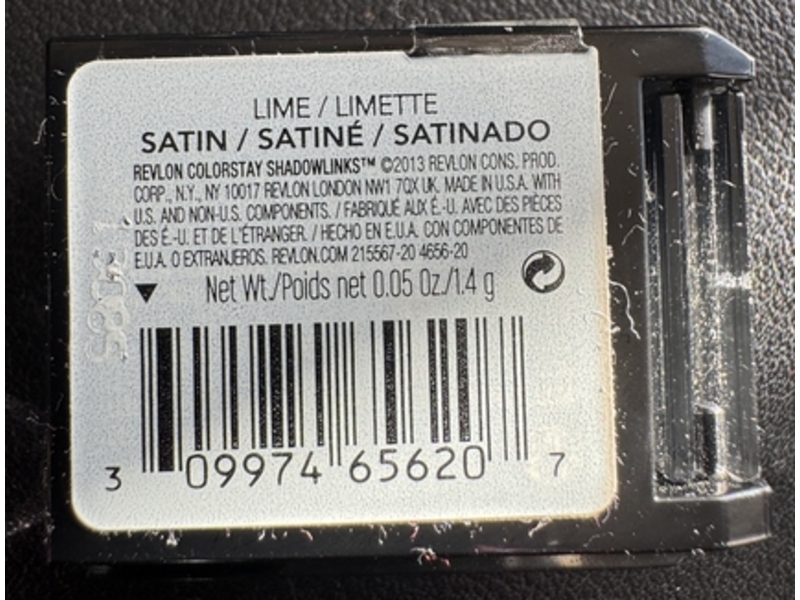 LIME / LIMETTE
SATIN / SATINÉ / SATINADO
REVLON COLORSTAY SHADOWLINKS™ ©2013 REVLON CONS. PROD.
CORP., N.Y., NY 10017 REVLON LONDON NW1 7QX UK. MADE IN U.S.A. WITH
U.S. AND NON-U.S. COMPONENTS. / FABRIQUÉ AUX É.-U. AVEC DES PIÈCES
DES É.-U. ET DE L'ÉTRANGER. / HECHO EN E.U.A. CON COMPONENTES DE
E.U.A. O EXTRANJEROS. REVLON.COM 215567-20 4656-20
Net Wt./Poids net 0.05 Oz./1.4 g
3 09974 65620 7